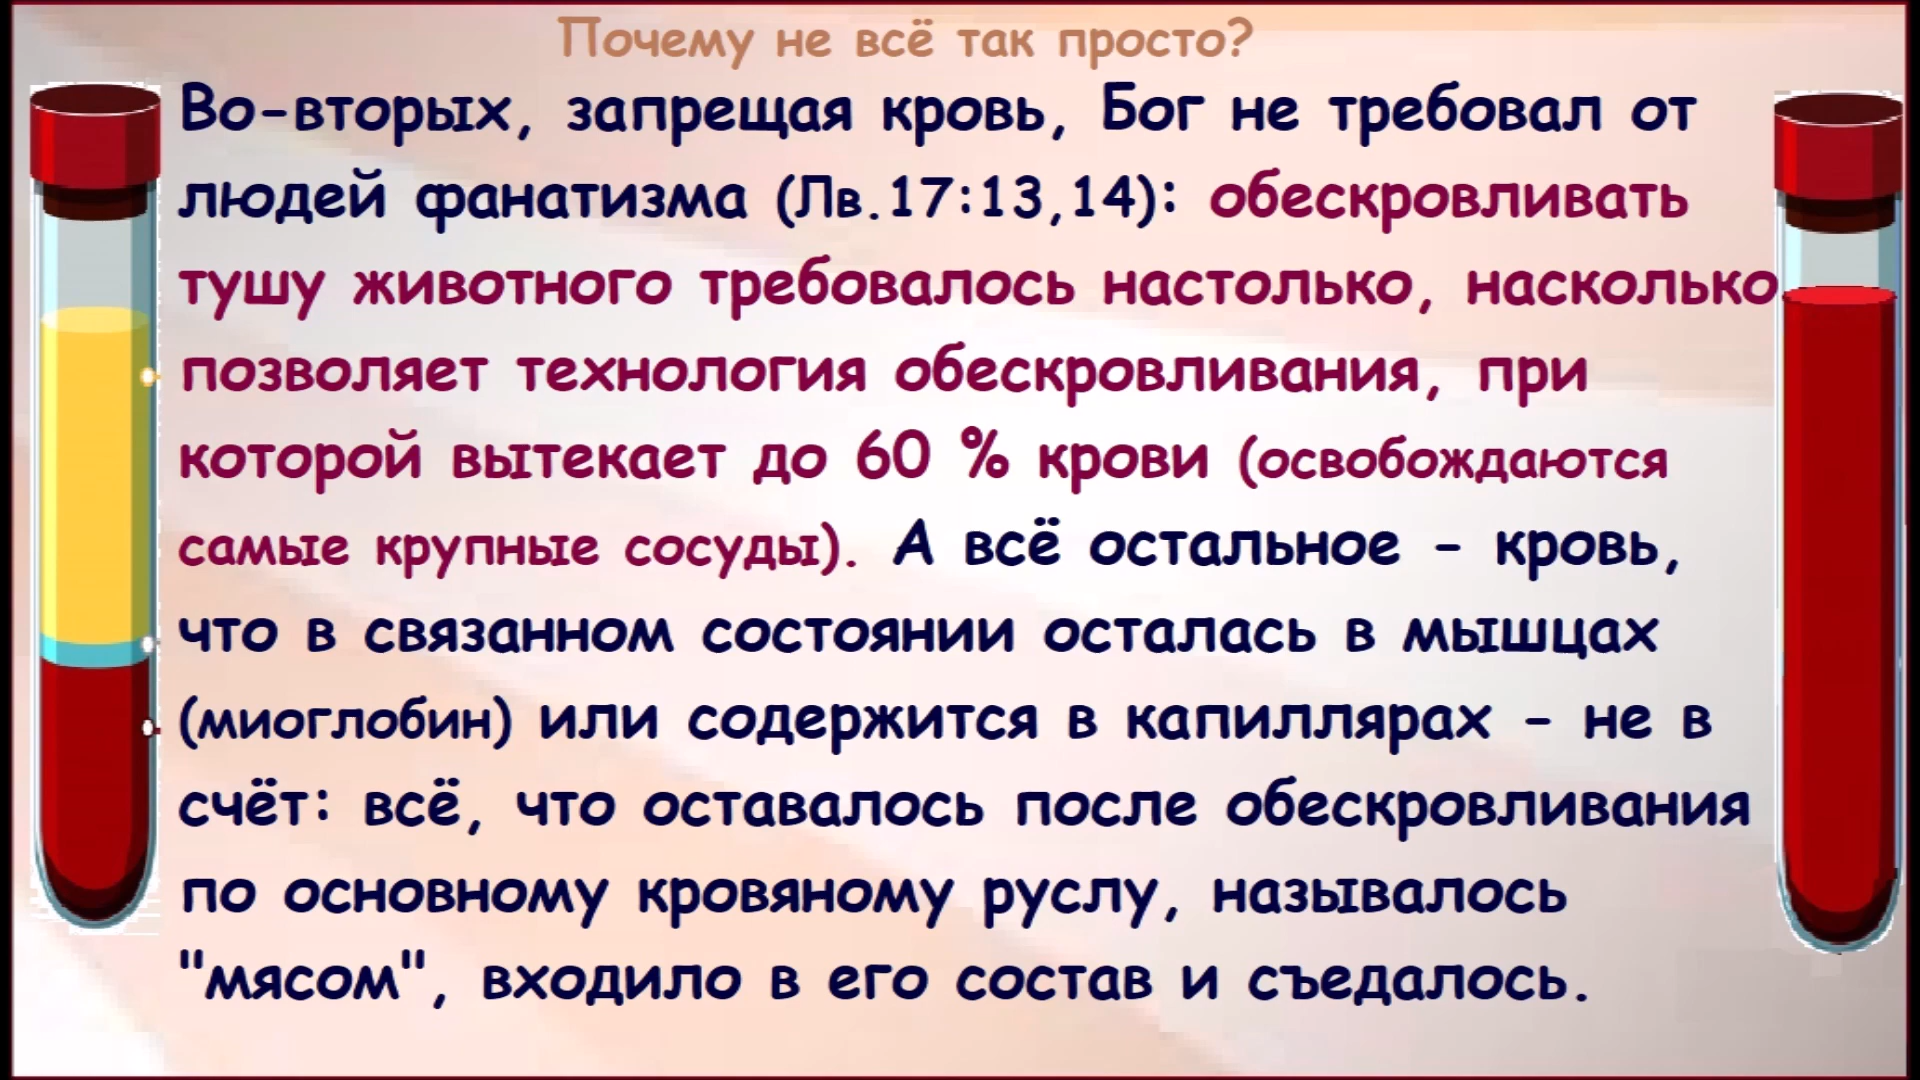 Почему не всё так просто?
Во-вторых, запрещая кровь, Бог не требовал от
людей фанатизма (Лв.17:13,14): обескровливать
тушу животного требовалось настолько, насколько
позволяет технология обескровливания, при
которой вытекает до 60 % крови (освобождаются
самые крупные сосуды). А всё остальное - кровь,
что в связанном состоянии осталась в мышцах
(миоглобин) или содержится в капиллярах - не в
счёт: всё, что оставалось после обескровливания
по основному кровяному руслу, называлось
"мясом", входило в его состав и съедалось.